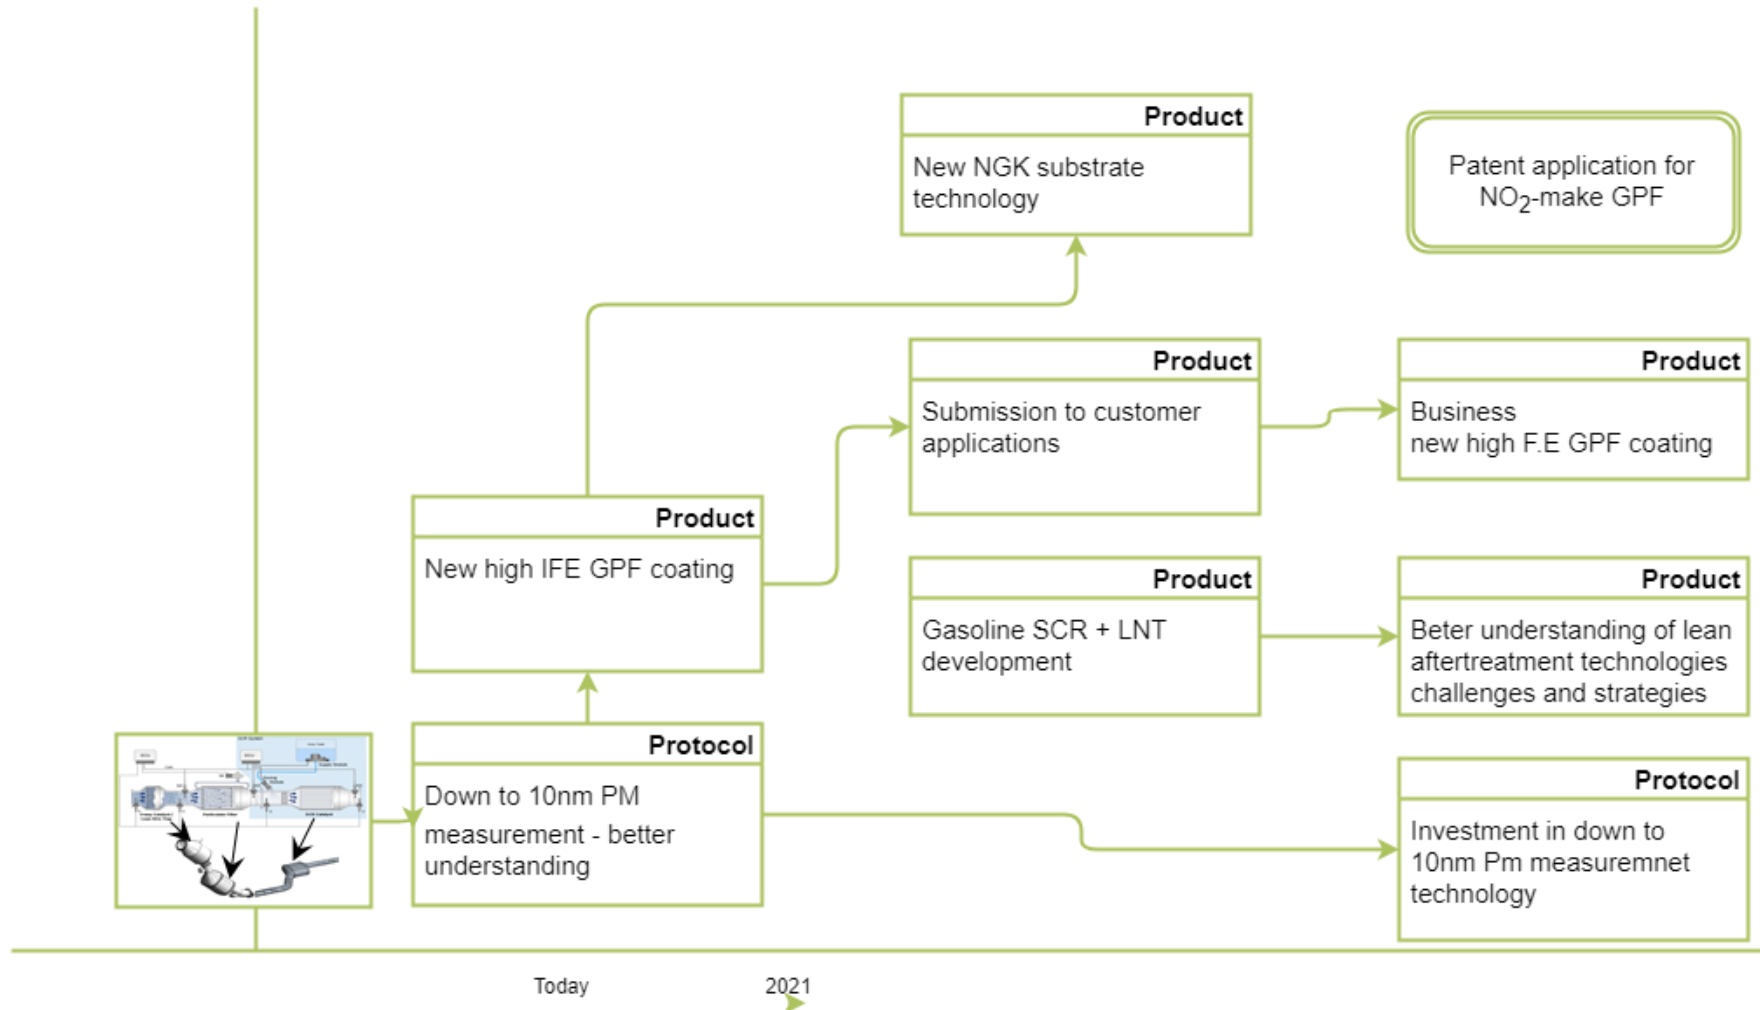 Product
New NGK substrate
technology
Patent application for
NO₂-make GPF
Product
Submission to customer
applications
Product
Business
new high F.E GPF coating
Product
New high IFE GPF coating
Product
Gasoline SCR + LNT
development
Product
Beter understanding of lean
aftertreatment technologies
challenges and strategies
Protocol
Down to 10nm PM
measurement - better
understanding
Protocol
Investment in down to
10nm Pm measuremnet
technology
Today
2021